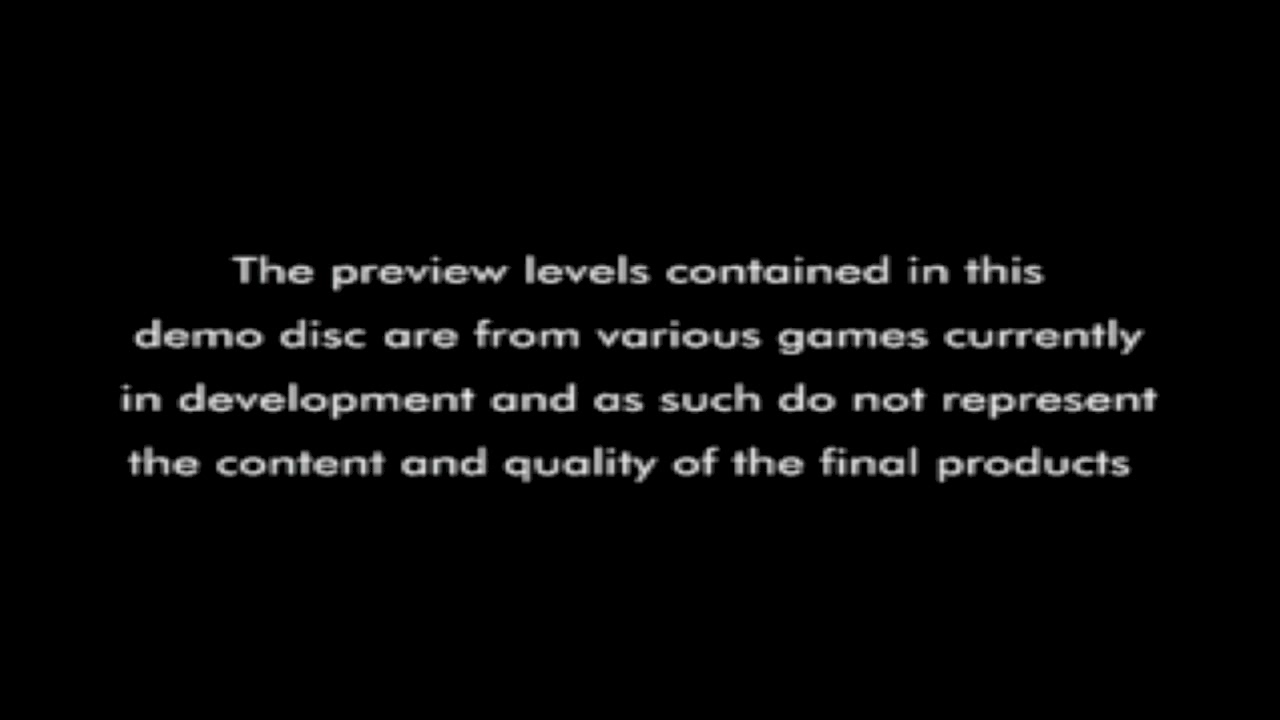 The preview levels contained in this
demo disc are from various games currently
in development and as such do not represent
the content and quality of the final products